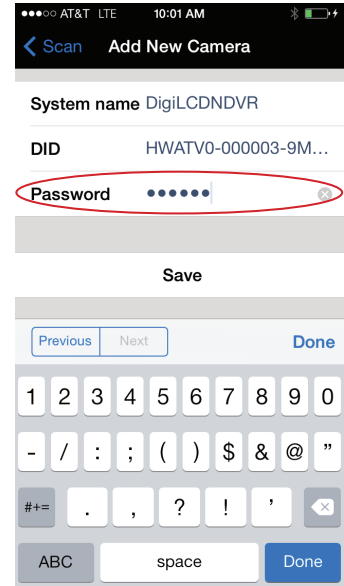 AT&T LTE 10:01 AM
Scan Add New Camera
System name DigiLCDNDVR
DID HWATV0-000003-9M...
Password ••••••
Save
Previous Next Done
1 2 3 4 5 6 7 8 9 0
- / : ; ( ) $ & @ "
#+= . , ? ! '
ABC space Done